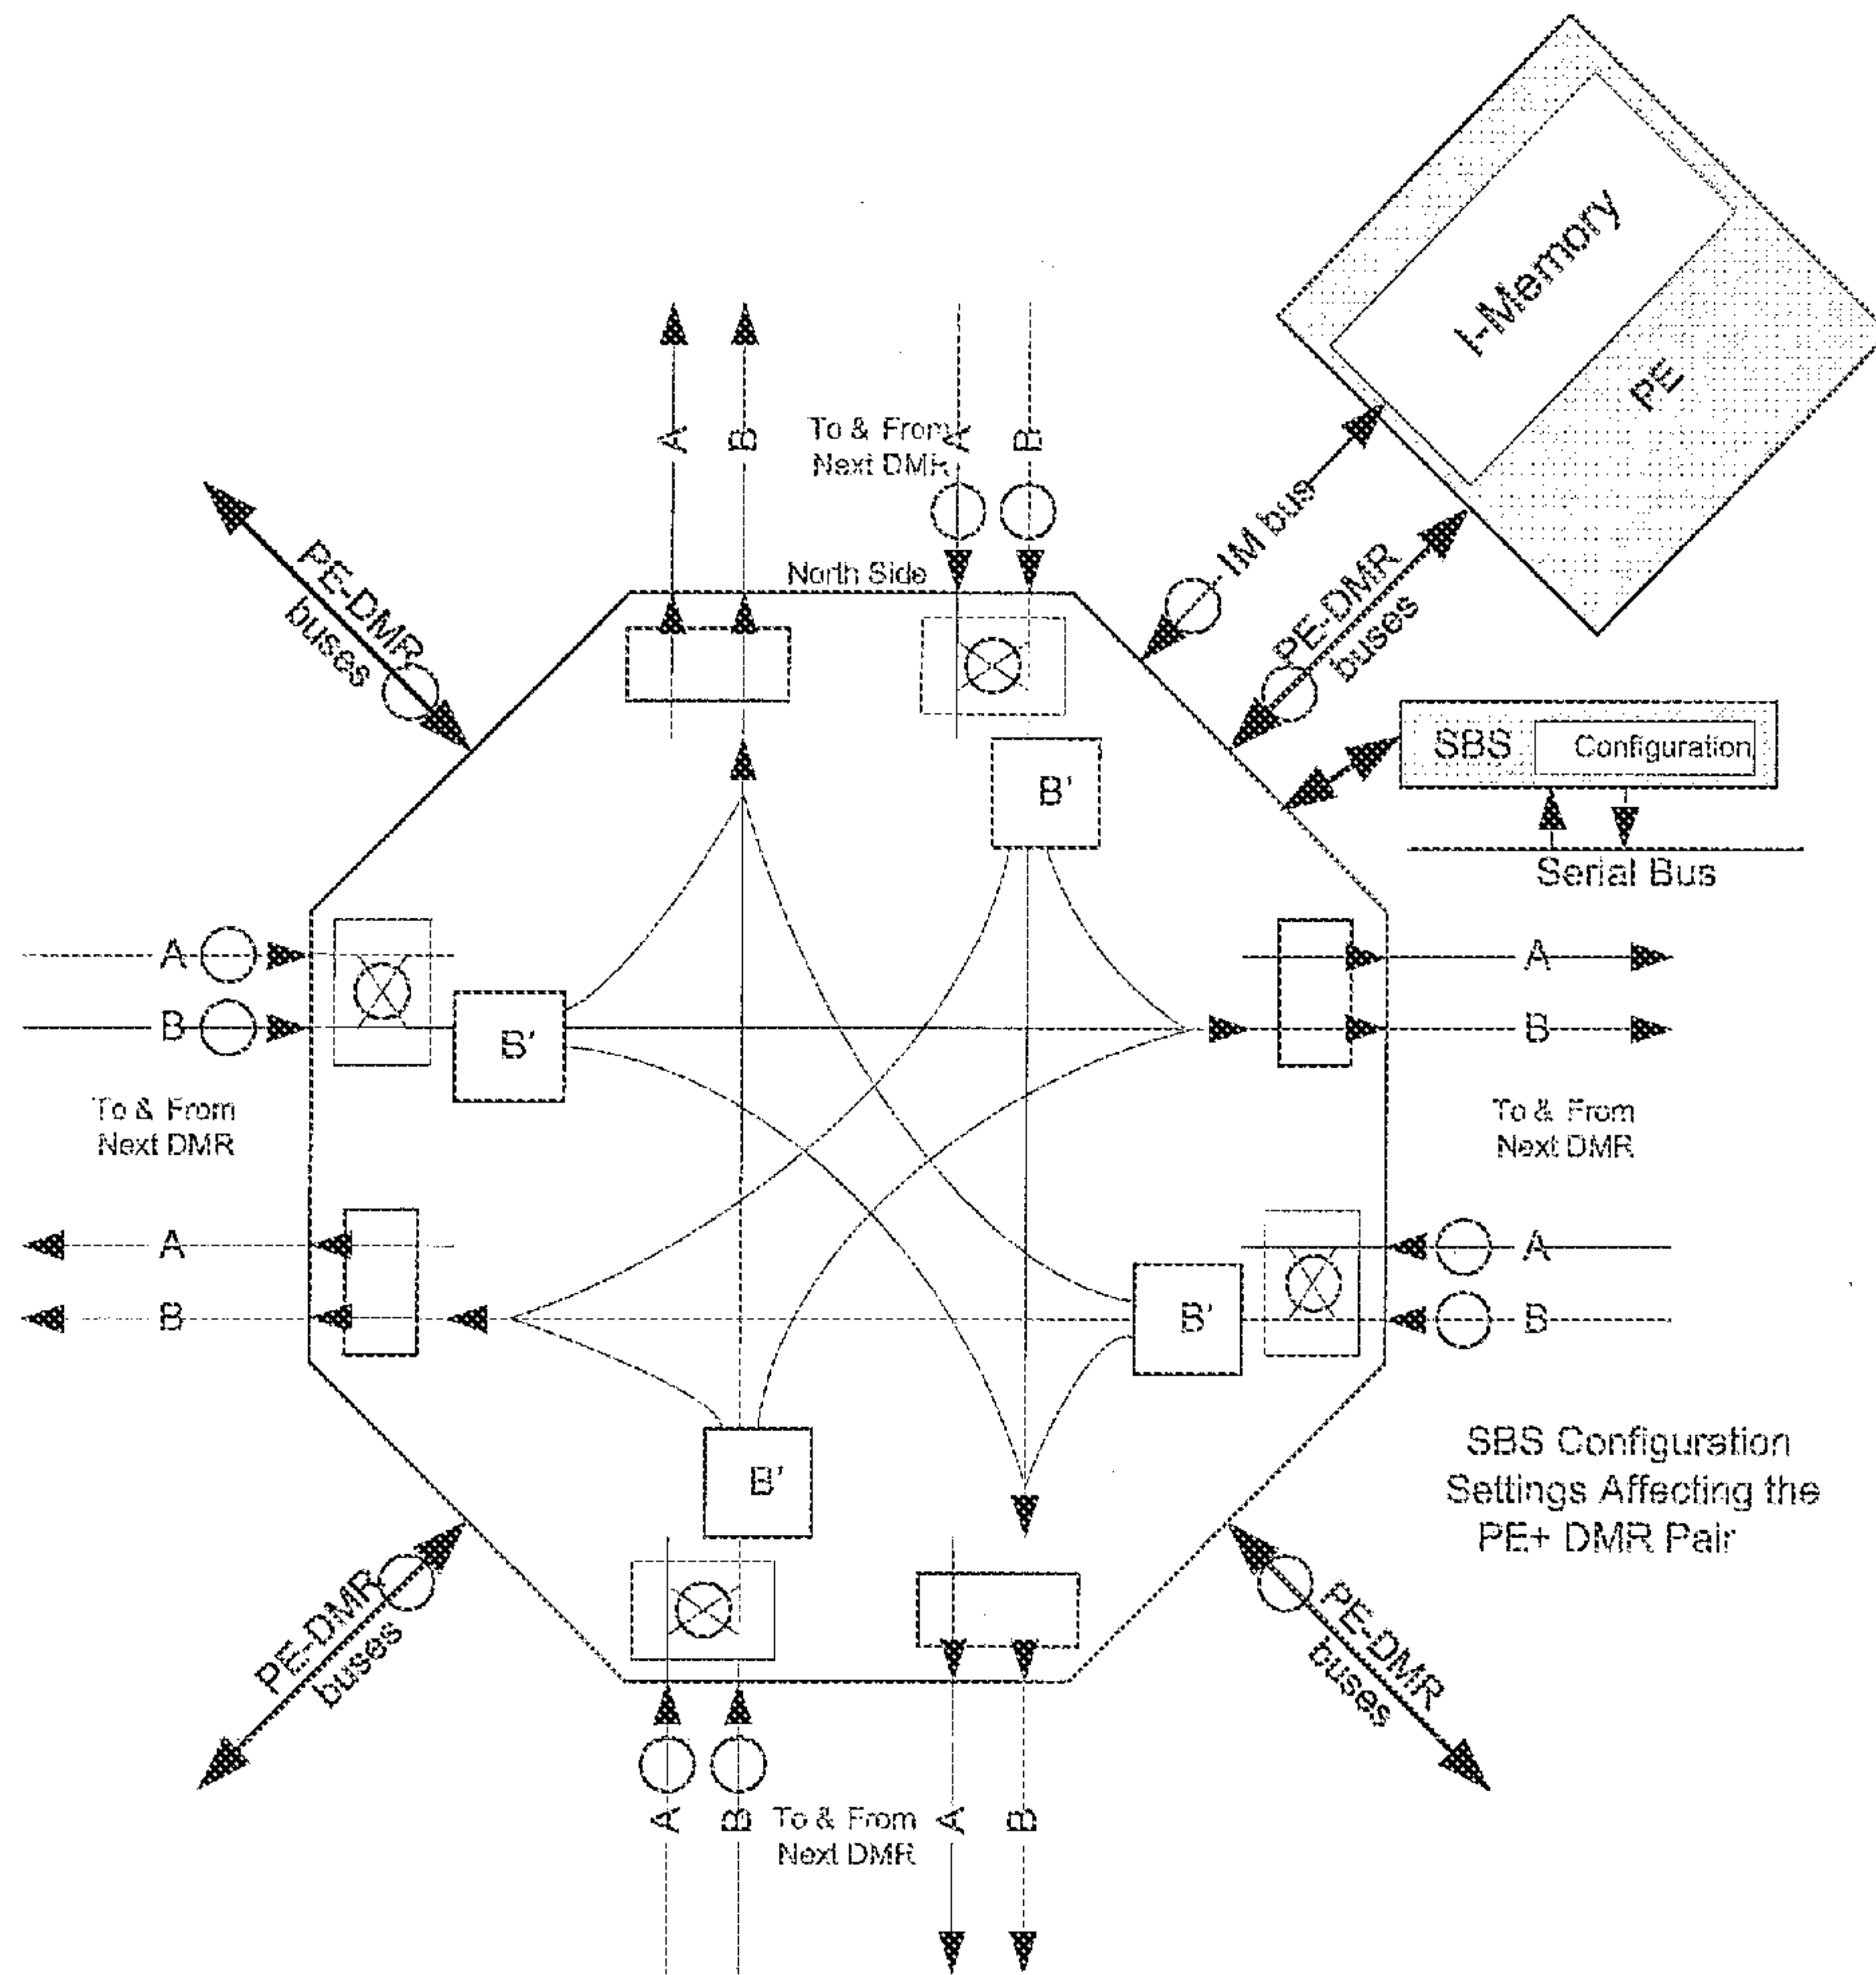 I-Memory
PE
A
B
To & From
Next DMR
A
B
IM bus
PE-DMR
buses
PE-DMR
buses
North Side
SBS
Configuration
Serial Bus
B'
A
B
To & From
Next DMR
B'
A
B
To & From
Next DMR
A
B
B'
A
B
B'
SBS Configuration
Settings Affecting the
PE+ DMR Pair
PE-DMR
buses
PE-DMR
buses
A
B
To & From
Next DMR
A
B